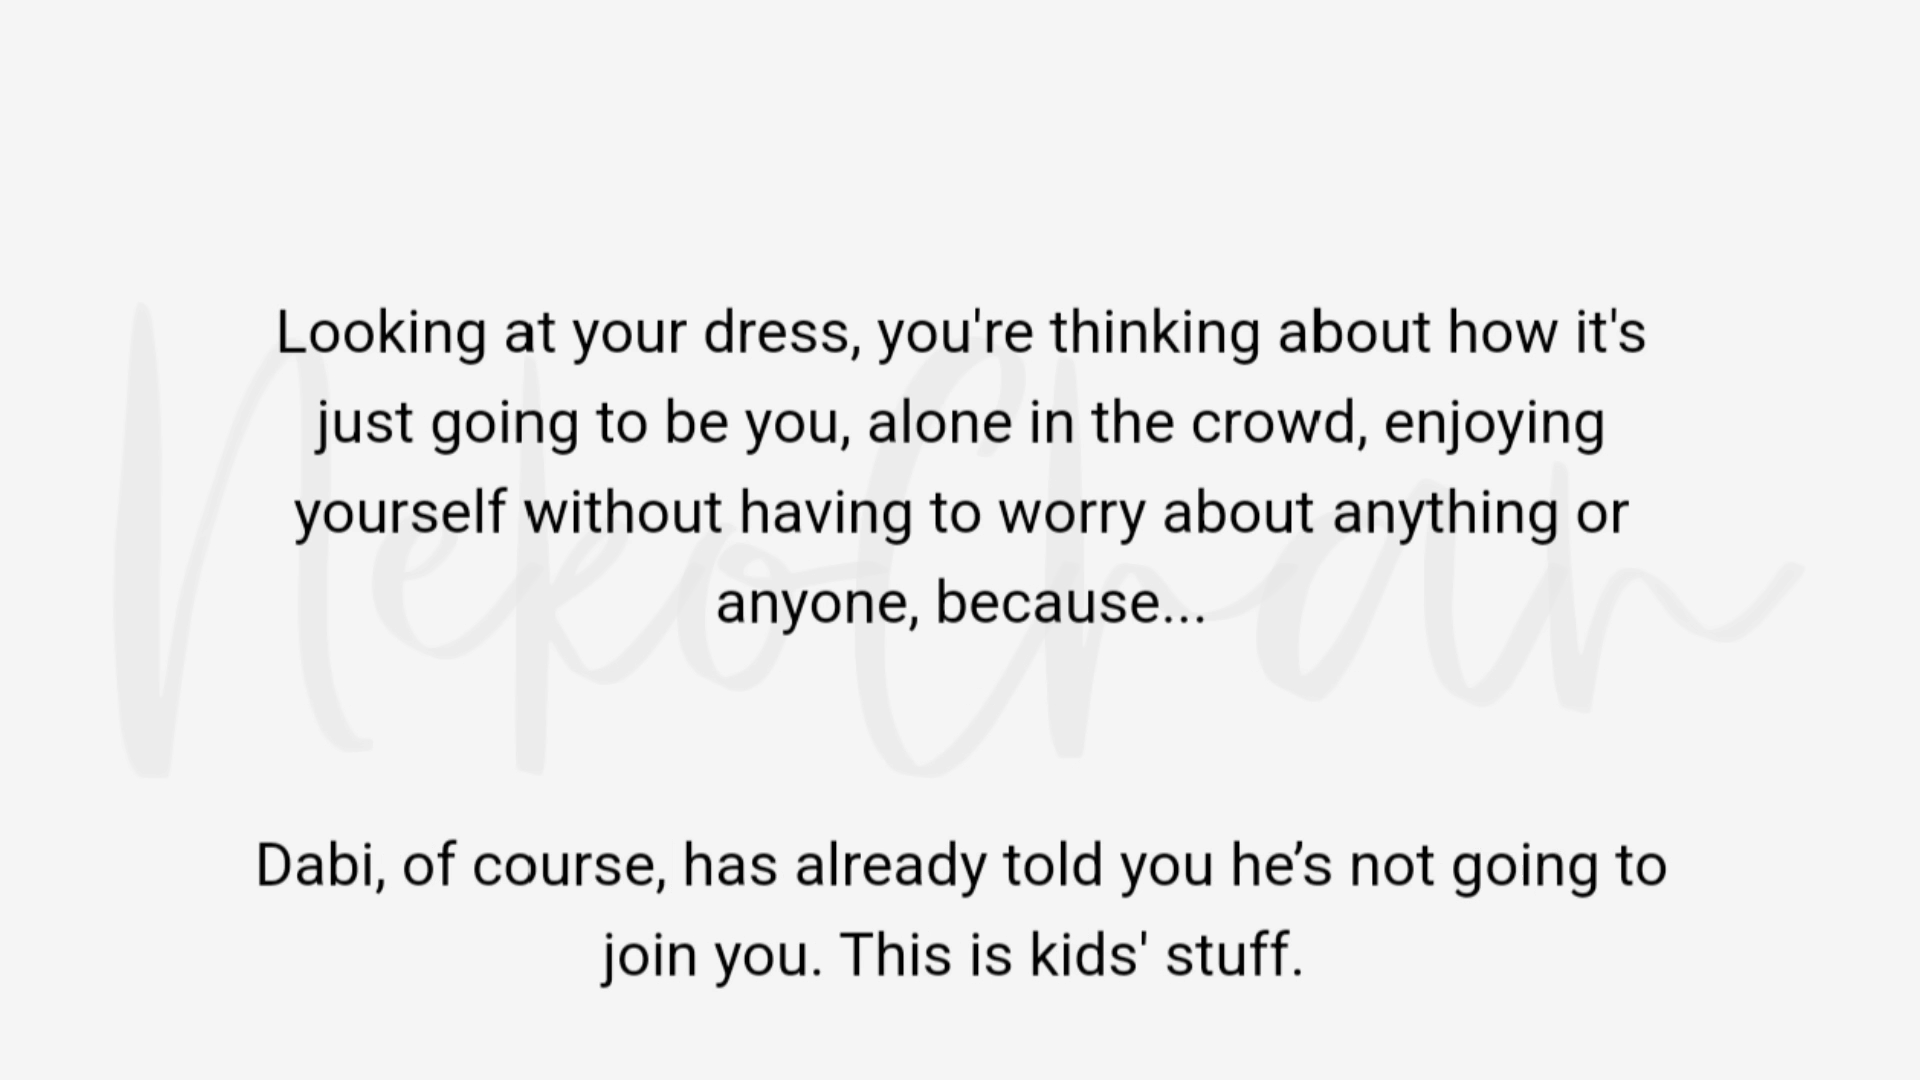 Looking at your dress, you're thinking about how it's
just going to be you, alone in the crowd, enjoying
yourself without having to worry about anything or
anyone, because...
Dabi, of course, has already told you he’s not going to
join you. This is kids' stuff.
NekoChan